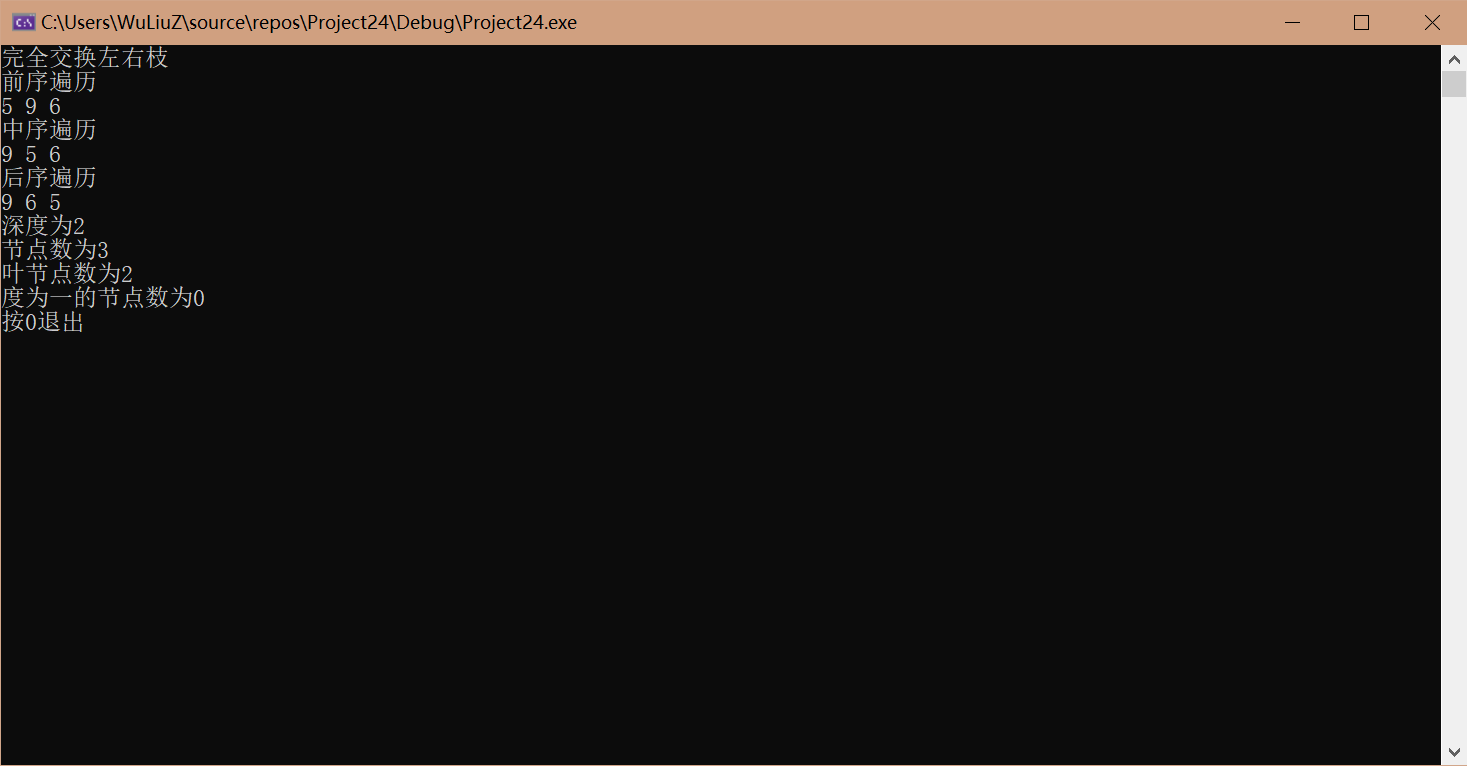 C:\Users\WuLiuZ\source\repos\Project24\Debug\Project24.exe
完全交换左右枝
前序遍历
5 9 6
中序遍历
9 5 6
后序遍历
9 6 5
深度为2
节点数为3
叶节点数为2
度为一的节点数为0
按0退出